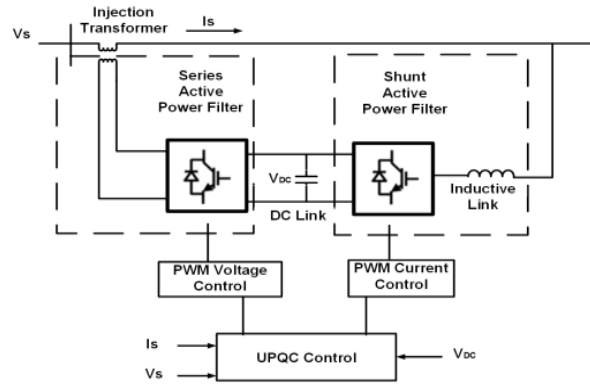 Injection
Transformer
Is
Vs
Series
Active
Power Filter
Shunt
Active
Power Filter
VDC
DC Link
Inductive
Link
PWM Voltage
Control
PWM Current
Control
Is
Vs
UPQC Control
VDC